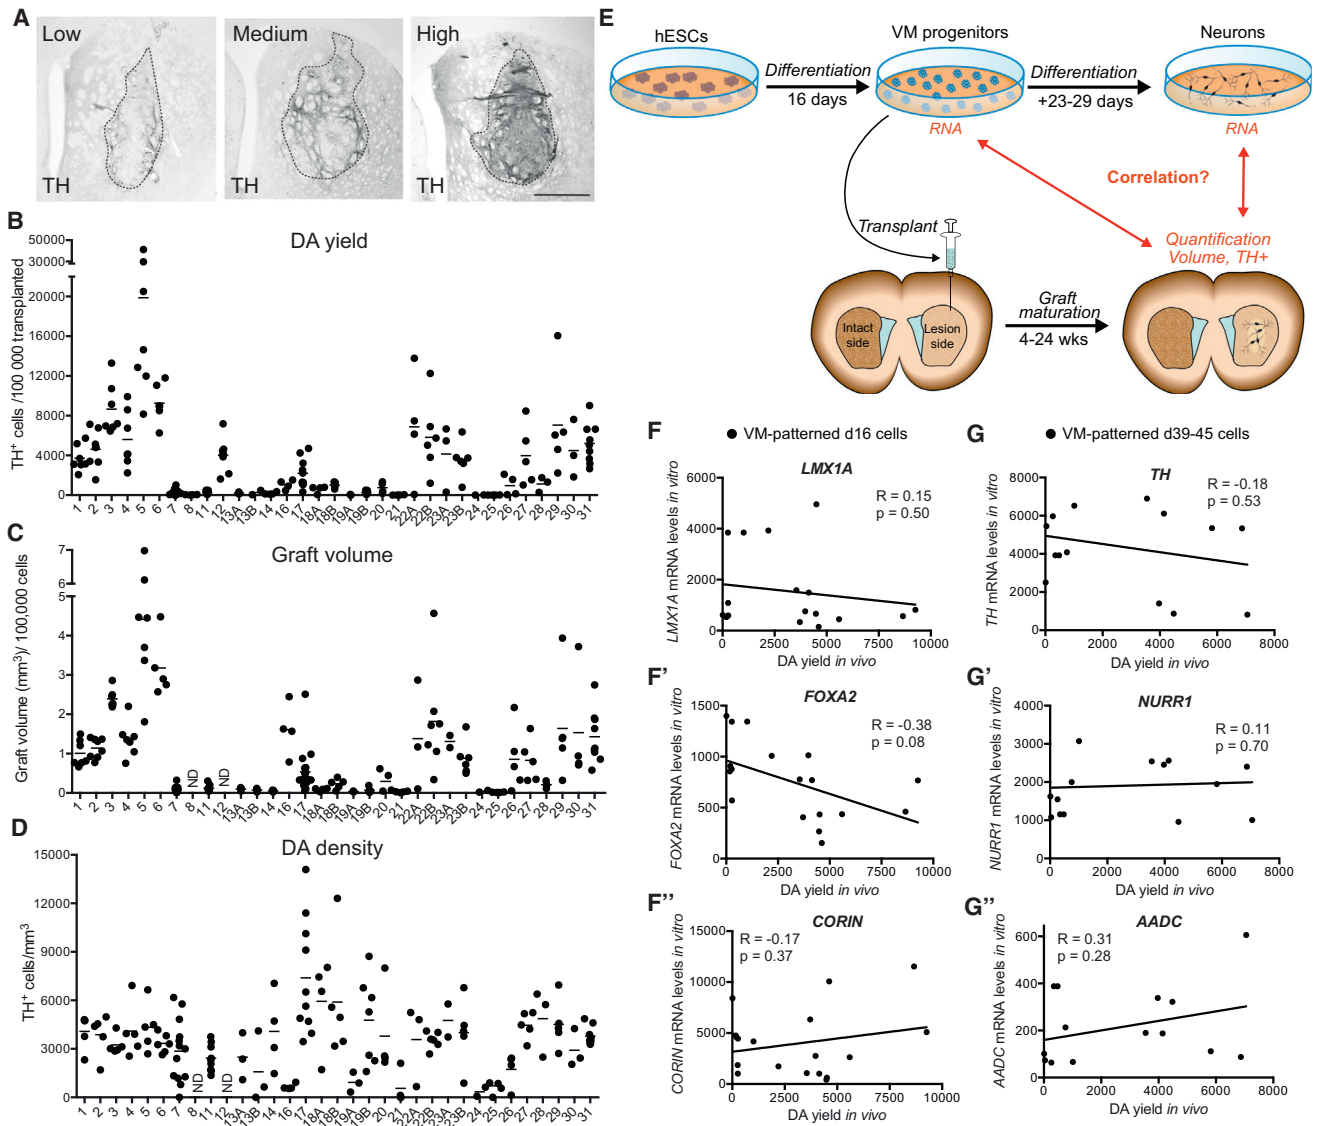 A
Low
Medium
High
TH
TH
TH
B
DA yield
TH+ cells /100 000 transplanted
50000
30000
20000
16000
12000
8000
4000
0
1 2 3 4 5 6 7 8 11 12 13A 13B 14 16 17 18A 18B 19A 19B 20 21 22A 22B 23A 23B 24 25 26 27 28 29 30 31
C
Graft volume
Graft volume (mm3)/ 100,000 cells
7
6
5
4
3
2
1
0
ND
ND
1 2 3 4 5 6 7 8 11 12 13A 13B 14 16 17 18A 18B 19A 19B 20 21 22A 22B 23A 23B 24 25 26 27 28 29 30 31
D
DA density
TH+ cells/mm3
15000
12000
9000
6000
3000
0
ND
ND
1 2 3 4 5 6 7 8 11 12 13A 13B 14 16 17 18A 18B 19A 19B 20 21 22A 22B 23A 23B 24 25 26 27 28 29 30 31
E
hESCs
Differentiation
16 days
VM progenitors
RNA
Differentiation
+23-29 days
Neurons
RNA
Correlation?
Transplant
Quantification
Volume, TH+
Intact
side
Lesion
side
Graft
maturation
4-24 wks
F
VM-patterned d16 cells
LMX1A
R = 0.15
p = 0.50
LMX1A mRNA levels in vitro
6000
4000
2000
0
0 2500 5000 7500 10000
DA yield in vivo
F'
FOXA2
R = -0.38
p = 0.08
FOXA2 mRNA levels in vitro
1500
1000
500
0
0 2500 5000 7500 10000
DA yield in vivo
F''
CORIN
R = -0.17
p = 0.37
CORIN mRNA levels in vitro
15000
10000
5000
0
0 2500 5000 7500 10000
DA yield in vivo
G
VM-patterned d39-45 cells
TH
R = -0.18
p = 0.53
TH mRNA levels in vitro
8000
6000
4000
2000
0
0 2000 4000 6000 8000
DA yield in vivo
G'
NURR1
R = 0.11
p = 0.70
NURR1 mRNA levels in vitro
4000
3000
2000
1000
0
0 2000 4000 6000 8000
DA yield in vivo
G''
AADC
R = 0.31
p = 0.28
AADC mRNA levels in vitro
600
400
200
0
0 2000 4000 6000 8000
DA yield in vivo